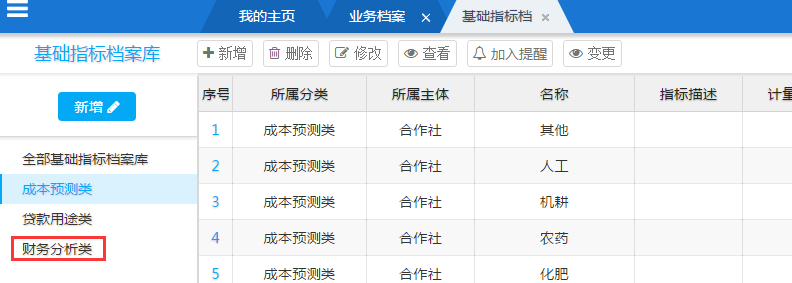 我的主页 业务档案 × 基础指标档 ×
基础指标档案库
新增 删除 修改 查看 加入提醒 变更
新增
全部基础指标档案库
成本预测类
贷款用途类
财务分析类
序号 所属分类 所属主体 名称 指标描述 计量
1 成本预测类 合作社 其他
2 成本预测类 合作社 人工
3 成本预测类 合作社 机耕
4 成本预测类 合作社 农药
5 成本预测类 合作社 化肥